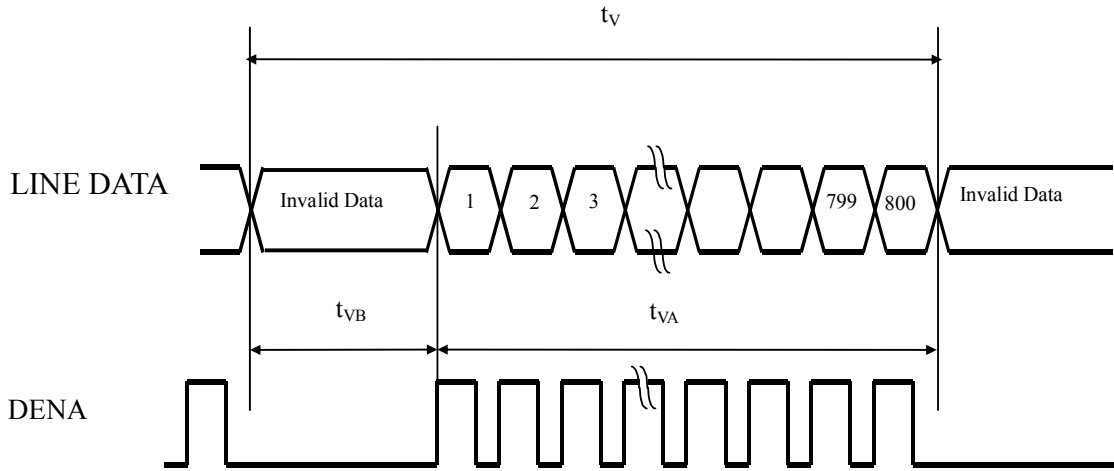 tV
LINE DATA
Invalid Data
1
2
3
799
800
Invalid Data
tVB
tVA
DENA